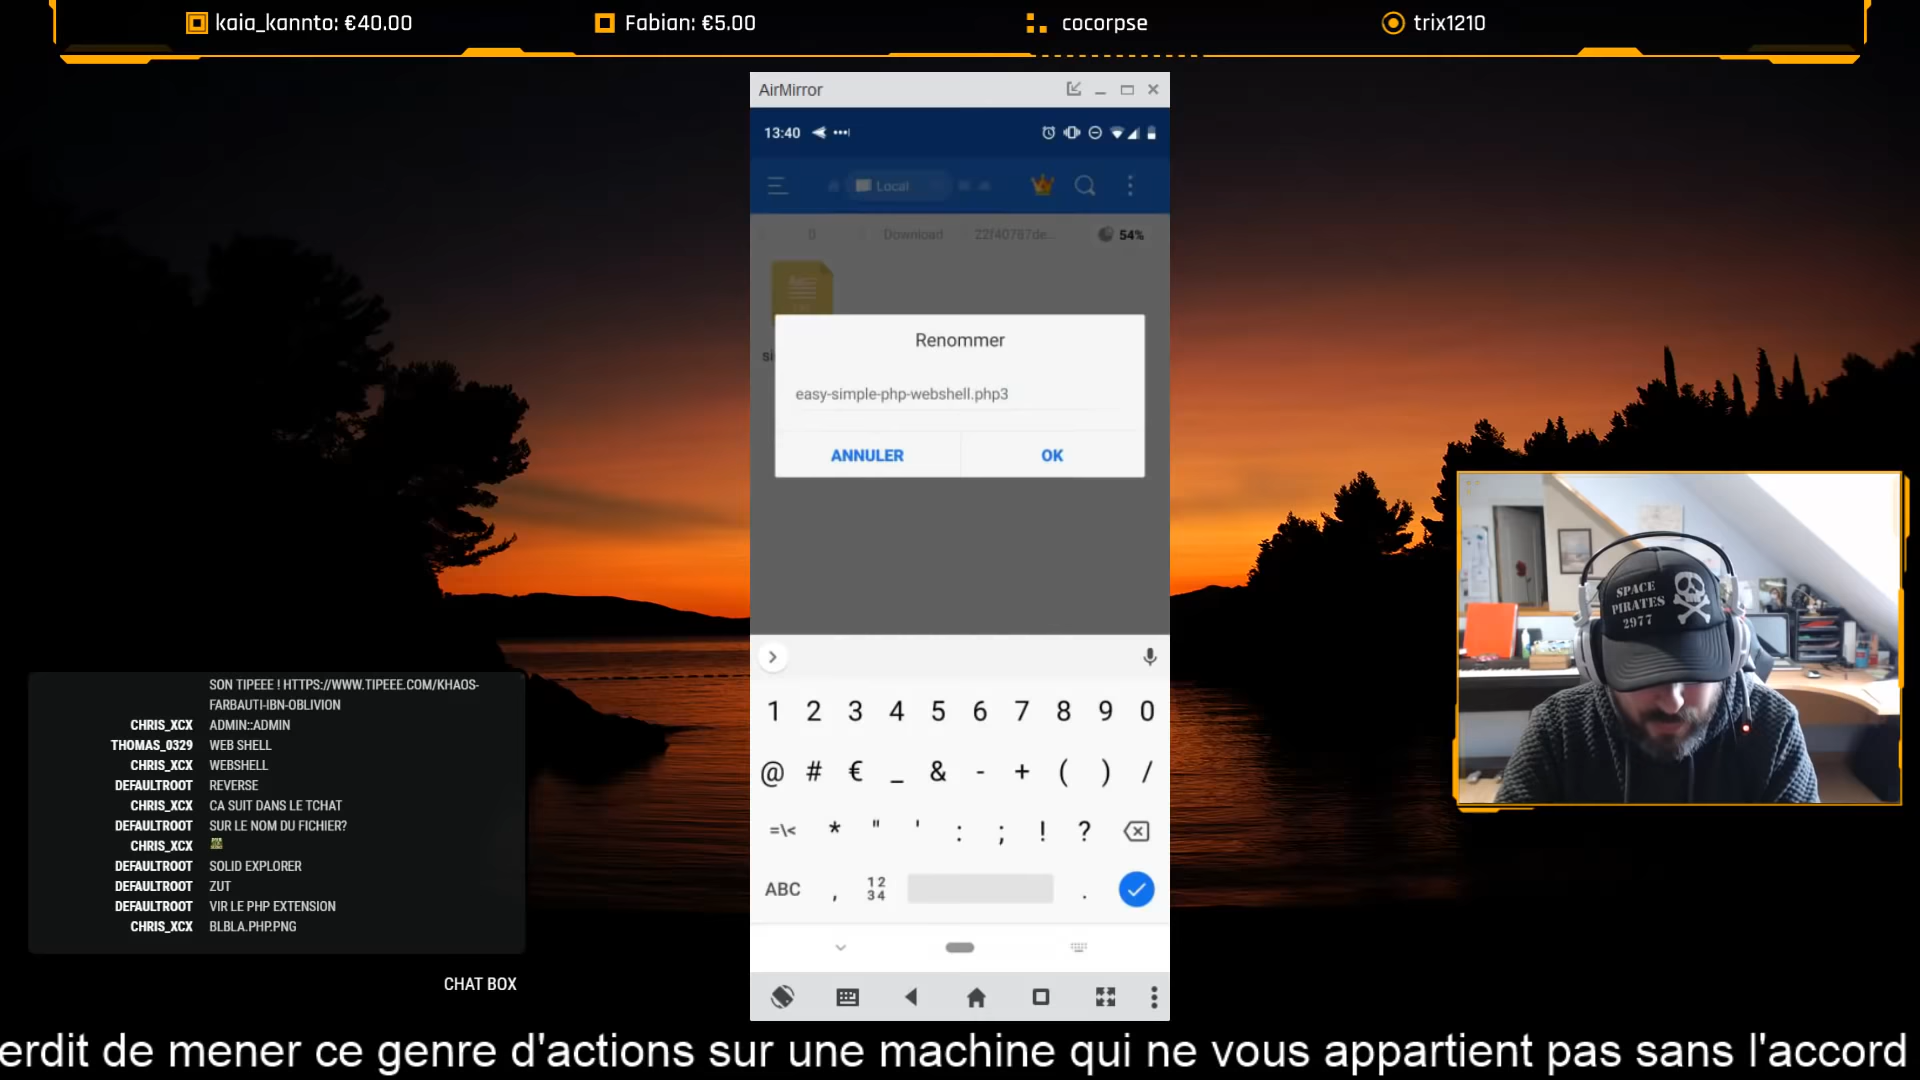 kaia_kannto: €40.00
Fabian: €5.00
cocorpse
trix1210
AirMirror
13:40
Local
0
Download
22f40787de...
54%
Renommer
easy-simple-php-webshell.php3
ANNULER
OK
1 2 3 4 5 6 7 8 9 0
@ # € _ & - + ( ) /
=\< * " ' : ; ! ?
ABC , 12 34 .
SPACE
PIRATES
2977
SON TIPEEE ! HTTPS://WWW.TIPEEE.COM/KHAOS-
FARBAUTI-IBN-OBLIVION
CHRIS_XCX ADMIN::ADMIN
THOMAS_0329 WEB SHELL
CHRIS_XCX WEBSHELL
DEFAULTROOT REVERSE
CHRIS_XCX CA SUIT DANS LE TCHAT
DEFAULTROOT SUR LE NOM DU FICHIER?
CHRIS_XCX
DEFAULTROOT SOLID EXPLORER
DEFAULTROOT ZUT
DEFAULTROOT VIR LE PHP EXTENSION
CHRIS_XCX BLBLA.PHP.PNG
CHAT BOX
erdit de mener ce genre d'actions sur une machine qui ne vous appartient pas sans l'accord